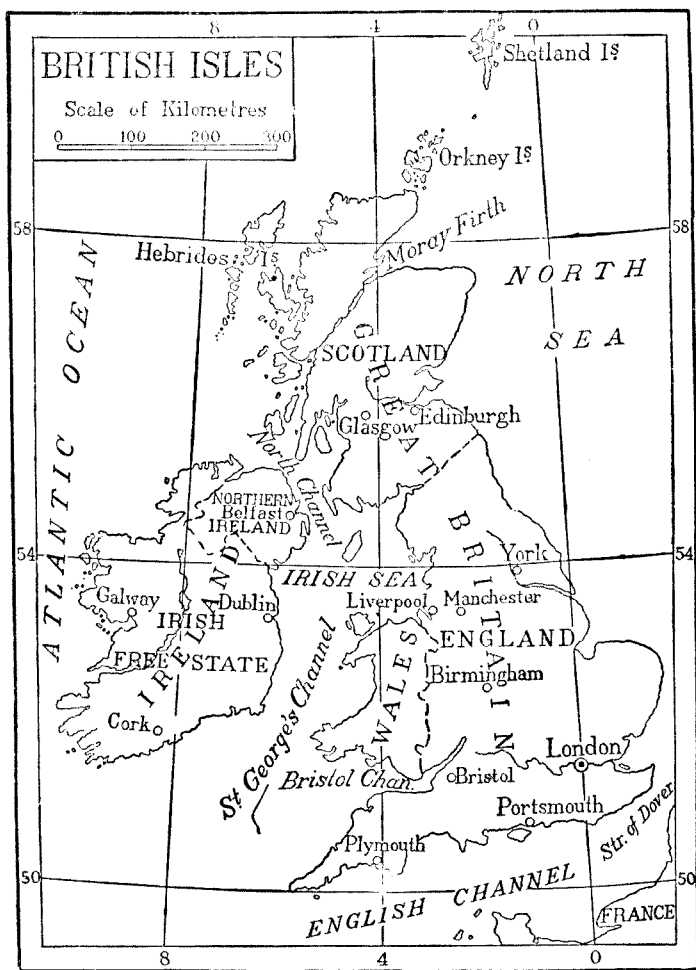 8 4 0
BRITISH ISLES
Scale of Kilometres
0 100 200 300
Shetland Is
Orkney Is
58 58
Moray Firth
Hebrides Is
NORTH
SEA
ATLANTIC OCEAN
SCOTLAND
GREAT BRITAIN
Glasgow
Edinburgh
North Channel
NORTHERN
Belfast
IRELAND
54 54
York
IRISH SEA
Galway
Dublin
Liverpool
Manchester
IRISH
FREE STATE
IRELAND
ENGLAND
WALES
Birmingham
St George's Channel
Cork
London
Bristol Chan.
Bristol
Portsmouth
Str. of Dover
Plymouth
50 50
ENGLISH CHANNEL
FRANCE
8 4 0